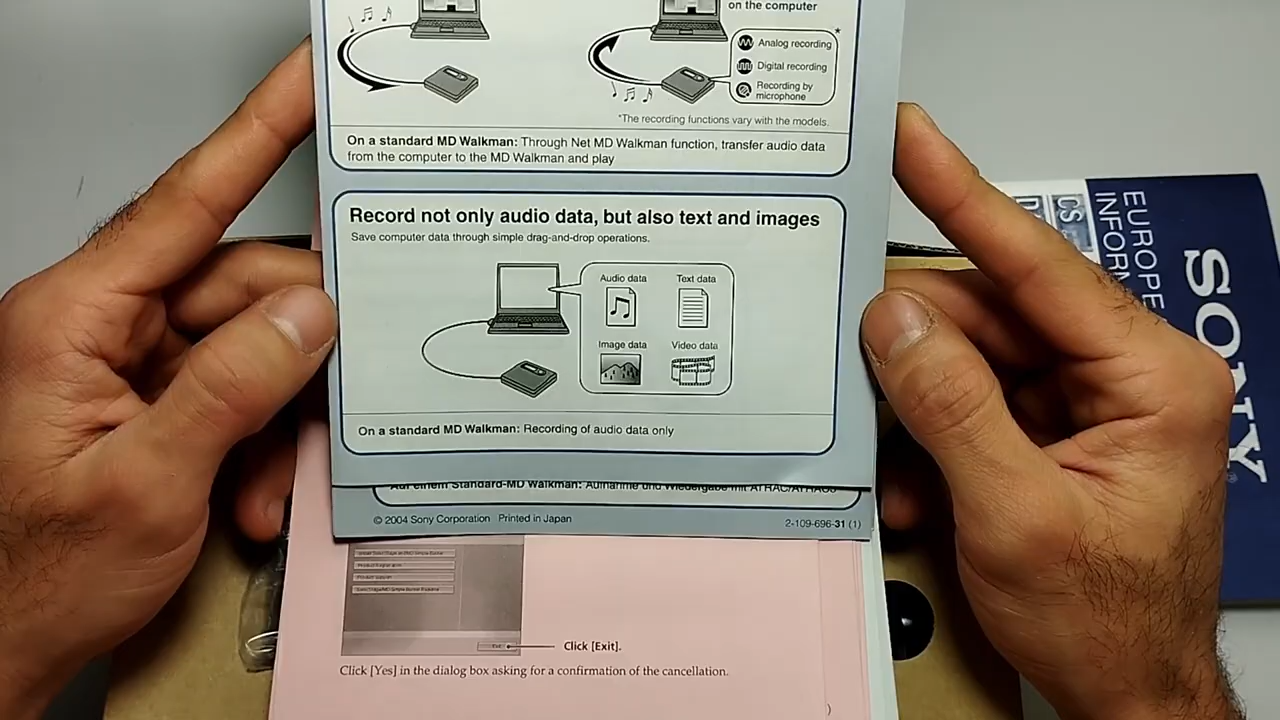 on the computer
*
Analog recording
Digital recording
Recording by
microphone
*The recording functions vary with the models.
On a standard MD Walkman: Through Net MD Walkman function, transfer audio data
from the computer to the MD Walkman and play
Record not only audio data, but also text and images
Save computer data through simple drag-and-drop operations.
Audio data
Text data
Image data
Video data
On a standard MD Walkman: Recording of audio data only
Auf einem Standard-MD Walkman: Aufnahme und Wiedergabe mit ATRAC/ATRAC3
© 2004 Sony Corporation Printed in Japan
2-109-696-31 (1)
Click [Exit].
Click [Yes] in the dialog box asking for a confirmation of the cancellation.
CS
EUROPE
INFORM
SONY